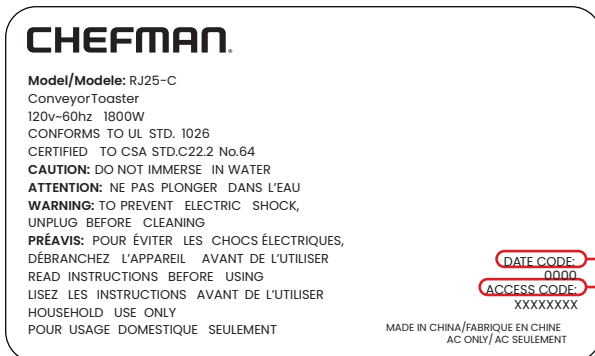 CHEFMAN®
Model/Modele: RJ25-C
ConveyorToaster
120v~60hz 1800W
CONFORMS TO UL STD. 1026
CERTIFIED TO CSA STD.C22.2 No.64
CAUTION: DO NOT IMMERSE IN WATER
ATTENTION: NE PAS PLONGER DANS L'EAU
WARNING: TO PREVENT ELECTRIC SHOCK,
UNPLUG BEFORE CLEANING
PRÉAVIS: POUR ÉVITER LES CHOCS ÉLECTRIQUES,
DÉBRANCHEZ L'APPAREIL AVANT DE L'UTILISER
READ INSTRUCTIONS BEFORE USING
LISEZ LES INSTRUCTIONS AVANT DE L'UTILISER
HOUSEHOLD USE ONLY
POUR USAGE DOMESTIQUE SEULEMENT
DATE CODE:
0000
ACCESS CODE:
XXXXXXXX
MADE IN CHINA/FABRIQUE EN CHINE
AC ONLY/ AC SEULEMENT